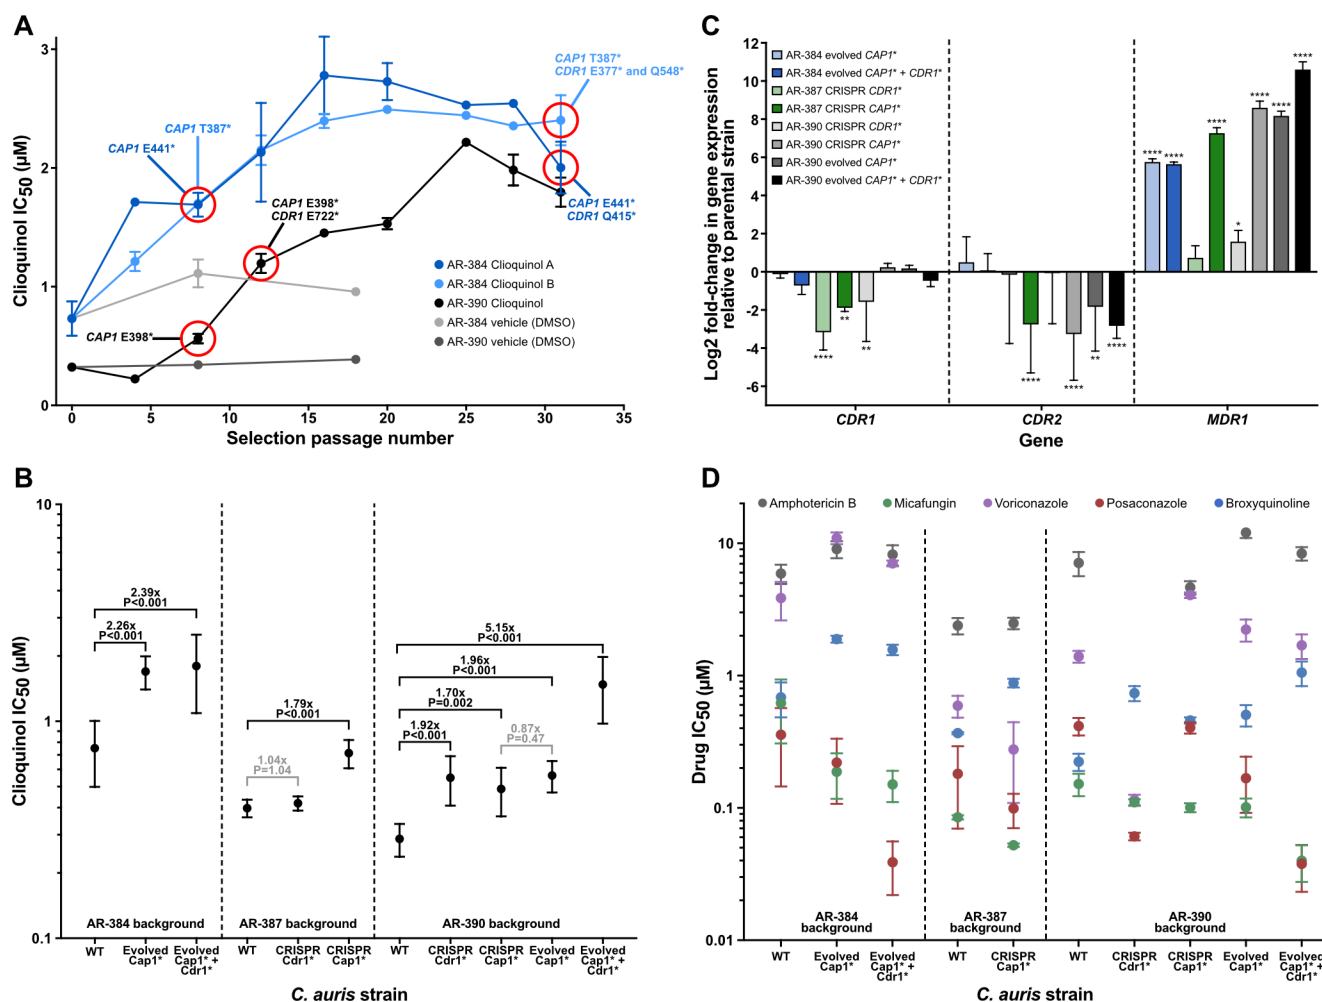 A
Clioquinol IC50 (µM)
3
2
1
0
0
5
10
15
20
25
30
35
Selection passage number
CAP1 T387*
CAP1 E441*
CAP1 E398*
CAP1 E398*
CDR1 E722*
CAP1 T387*
CDR1 E377* and Q548*
CAP1 E441*
CDR1 Q415*
AR-384 Clioquinol A
AR-384 Clioquinol B
AR-390 Clioquinol
AR-384 vehicle (DMSO)
AR-390 vehicle (DMSO)
C
Log2 fold-change in gene expression
relative to parental strain
12
10
8
6
4
2
0
-2
-4
-6
AR-384 evolved CAP1*
AR-384 evolved CAP1* + CDR1*
AR-387 CRISPR CDR1*
AR-387 CRISPR CAP1*
AR-390 CRISPR CDR1*
AR-390 CRISPR CAP1*
AR-390 evolved CAP1*
AR-390 evolved CAP1* + CDR1*
****
**
**
****
****
**
****
****
****
****
*
****
****
****
CDR1
CDR2
MDR1
Gene
B
Clioquinol IC50 (µM)
10
1
0.1
2.39x
P<0.001
2.26x
P<0.001
1.79x
P<0.001
1.04x
P=1.04
5.15x
P<0.001
1.96x
P<0.001
1.70x
P=0.002
1.92x
P<0.001
0.87x
P=0.47
AR-384 background
AR-387 background
AR-390 background
WT
Evolved
Cap1*
Evolved
Cap1* +
Cdr1*
WT
CRISPR
Cdr1*
CRISPR
Cap1*
WT
CRISPR
Cdr1*
CRISPR
Cap1*
Evolved
Cap1*
Evolved
Cap1* +
Cdr1*
C. auris strain
D
Amphotericin B
Micafungin
Voriconazole
Posaconazole
Broxyquinoline
Drug IC50 (µM)
10
1
0.1
0.01
AR-384
background
AR-387
background
AR-390
background
WT
Evolved
Cap1*
Evolved
Cap1* +
Cdr1*
WT
CRISPR
Cap1*
WT
CRISPR
Cdr1*
CRISPR
Cap1*
Evolved
Cap1*
Evolved
Cap1* +
Cdr1*
C. auris strain